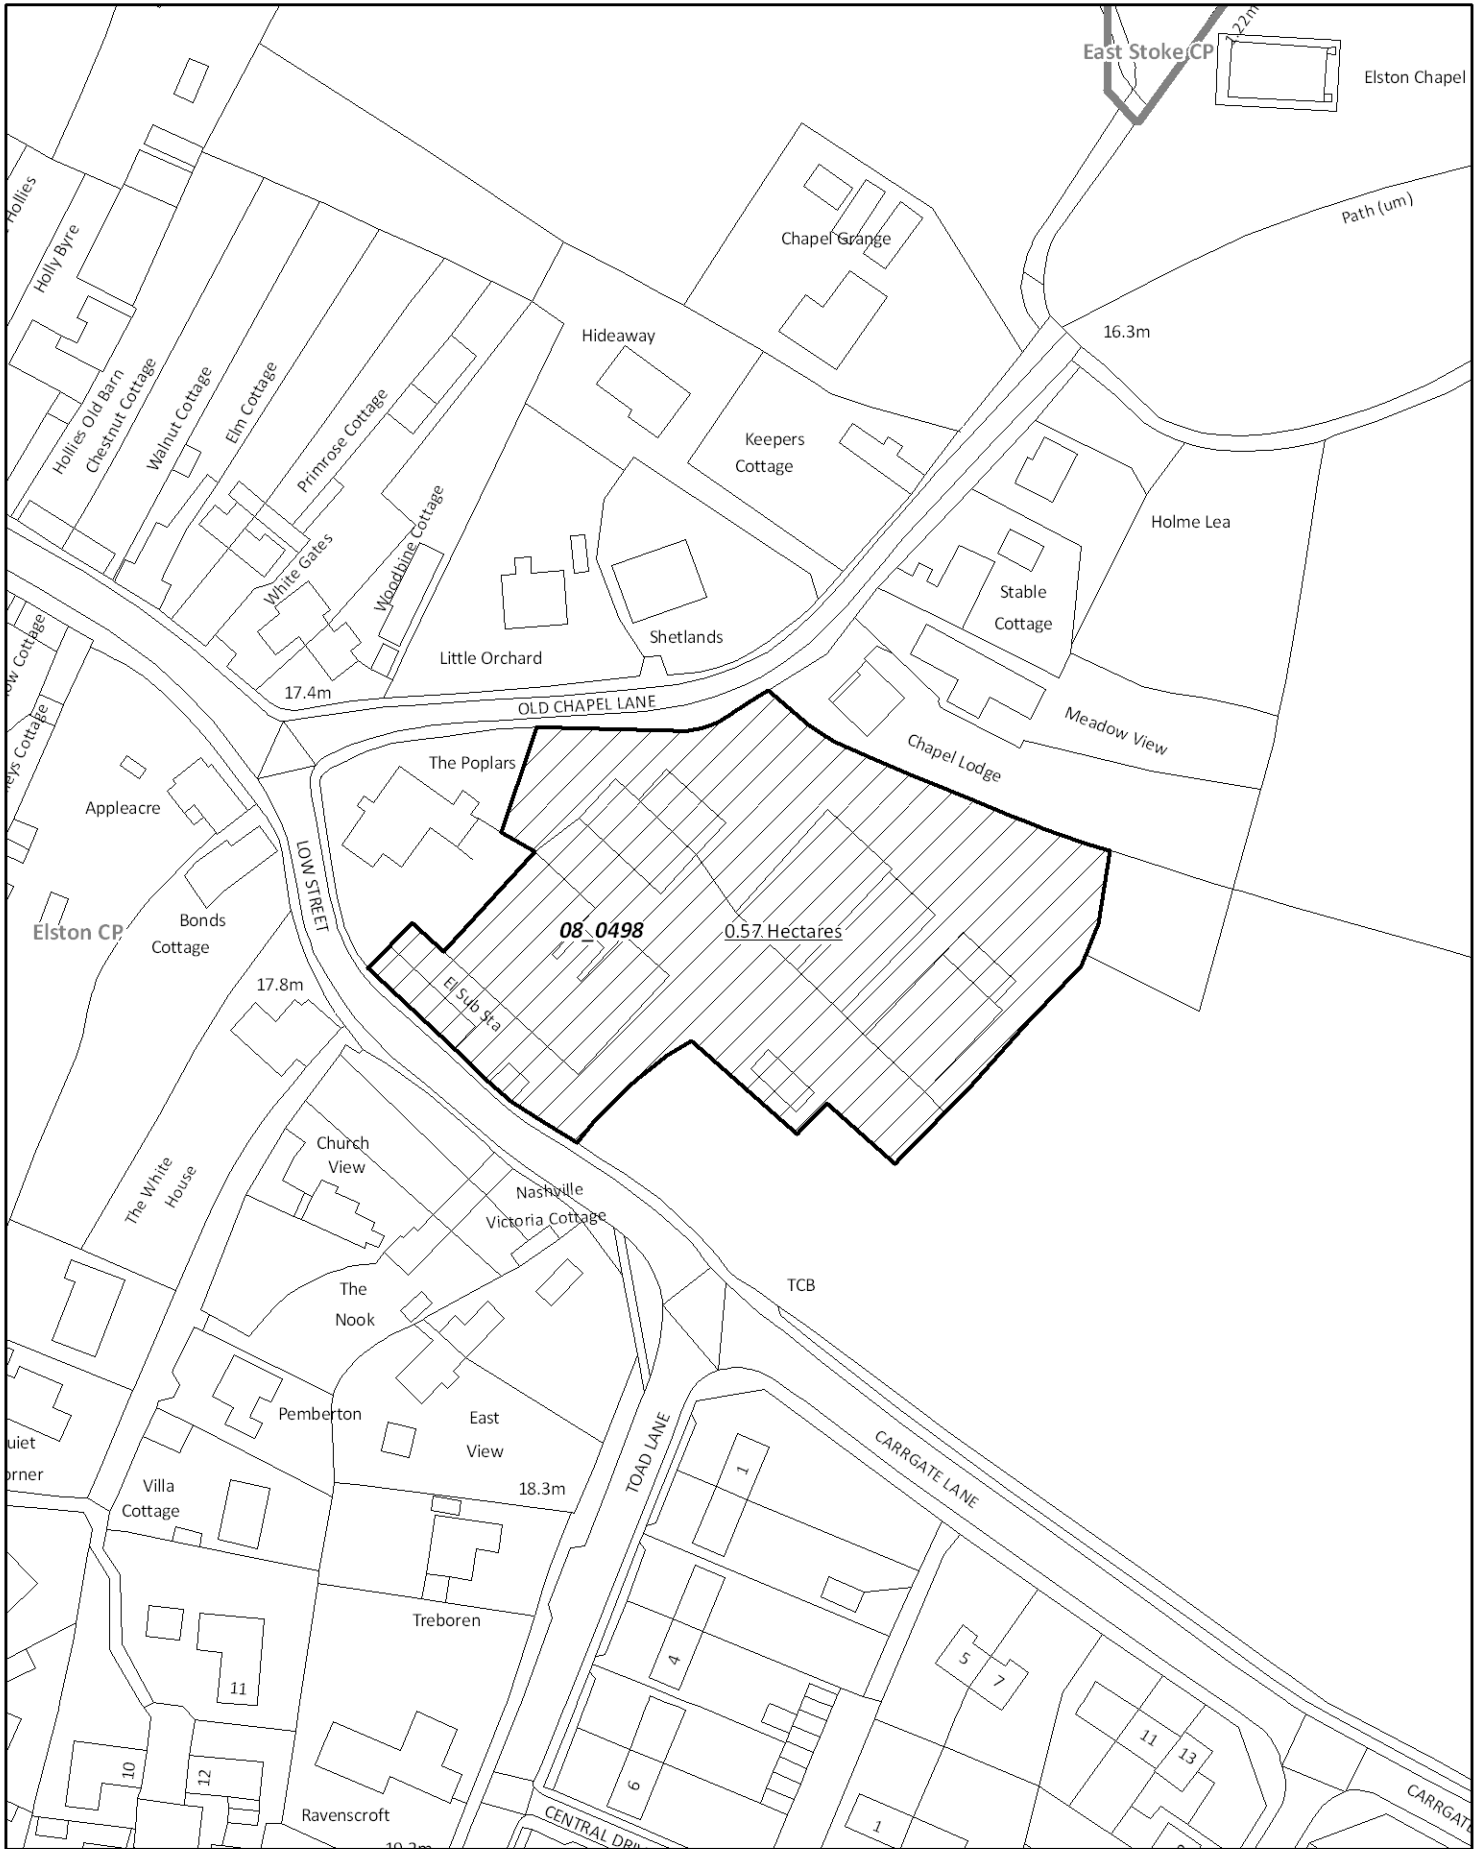 East Stoke CP
1.22m
Elston Chapel
Path (um)
Hollies
Holly Byre
Chapel Grange
16.3m
Hideaway
Hollies Old Barn
Chestnut Cottage
Walnut Cottage
Elm Cottage
Primrose Cottage
Keepers
Cottage
Holme Lea
White Gates
Woodbine Cottage
Stable
Cottage
Little Orchard
Shetlands
17.4m
OLD CHAPEL LANE
Meadow View
Chapel Lodge
The Poplars
Appleacre
LOW STREET
Elston CP
Bonds
Cottage
08_0498
0.57 Hectares
El Sub Sta
17.8m
Church
View
The White
House
Nashville
Victoria Cottage
The
Nook
TCB
Pemberton
East
View
TOAD LANE
CARRGATE LANE
Villa
Cottage
18.3m
1
Treboren
4
5
7
11
11
13
10
12
6
Ravenscroft
CENTRAL DRI
1
CARRGAT